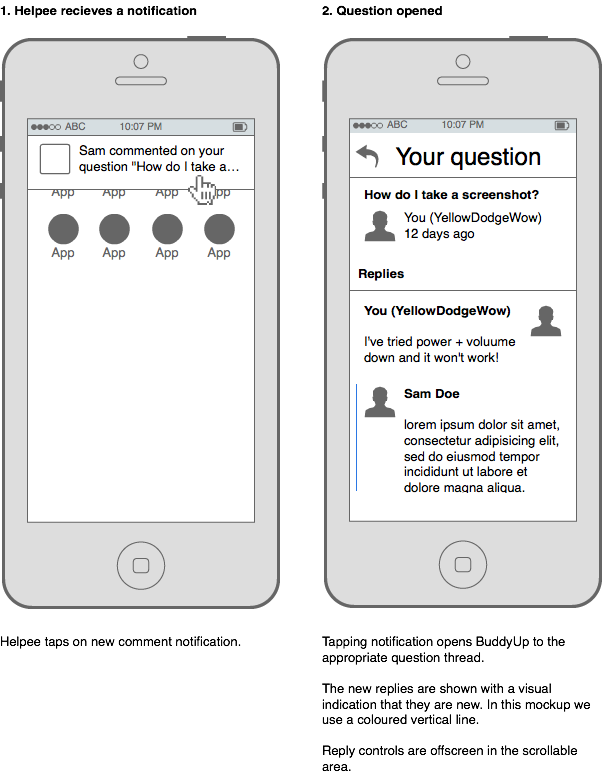 1. Helpee recieves a notification
ABC 10:07 PM
Sam commented on your
question "How do I take a...
App App App App
App App App App
Helpee taps on new comment notification.
2. Question opened
ABC 10:07 PM
Your question
How do I take a screenshot?
You (YellowDodgeWow)
12 days ago
Replies
You (YellowDodgeWow)
I've tried power + voluume
down and it won't work!
Sam Doe
lorem ipsum dolor sit amet,
consectetur adipisicing elit,
sed do eiusmod tempor
incididunt ut labore et
dolore magna aliqua.
Tapping notification opens BuddyUp to the
appropriate question thread.
The new replies are shown with a visual
indication that they are new. In this mockup we
use a coloured vertical line.
Reply controls are offscreen in the scrollable
area.